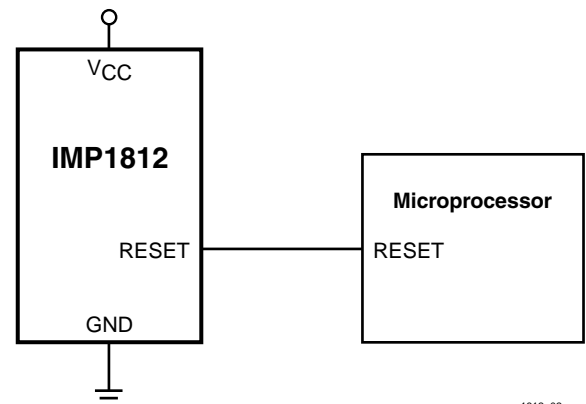 VCC
IMP1812
Microprocessor
RESET
RESET
GND